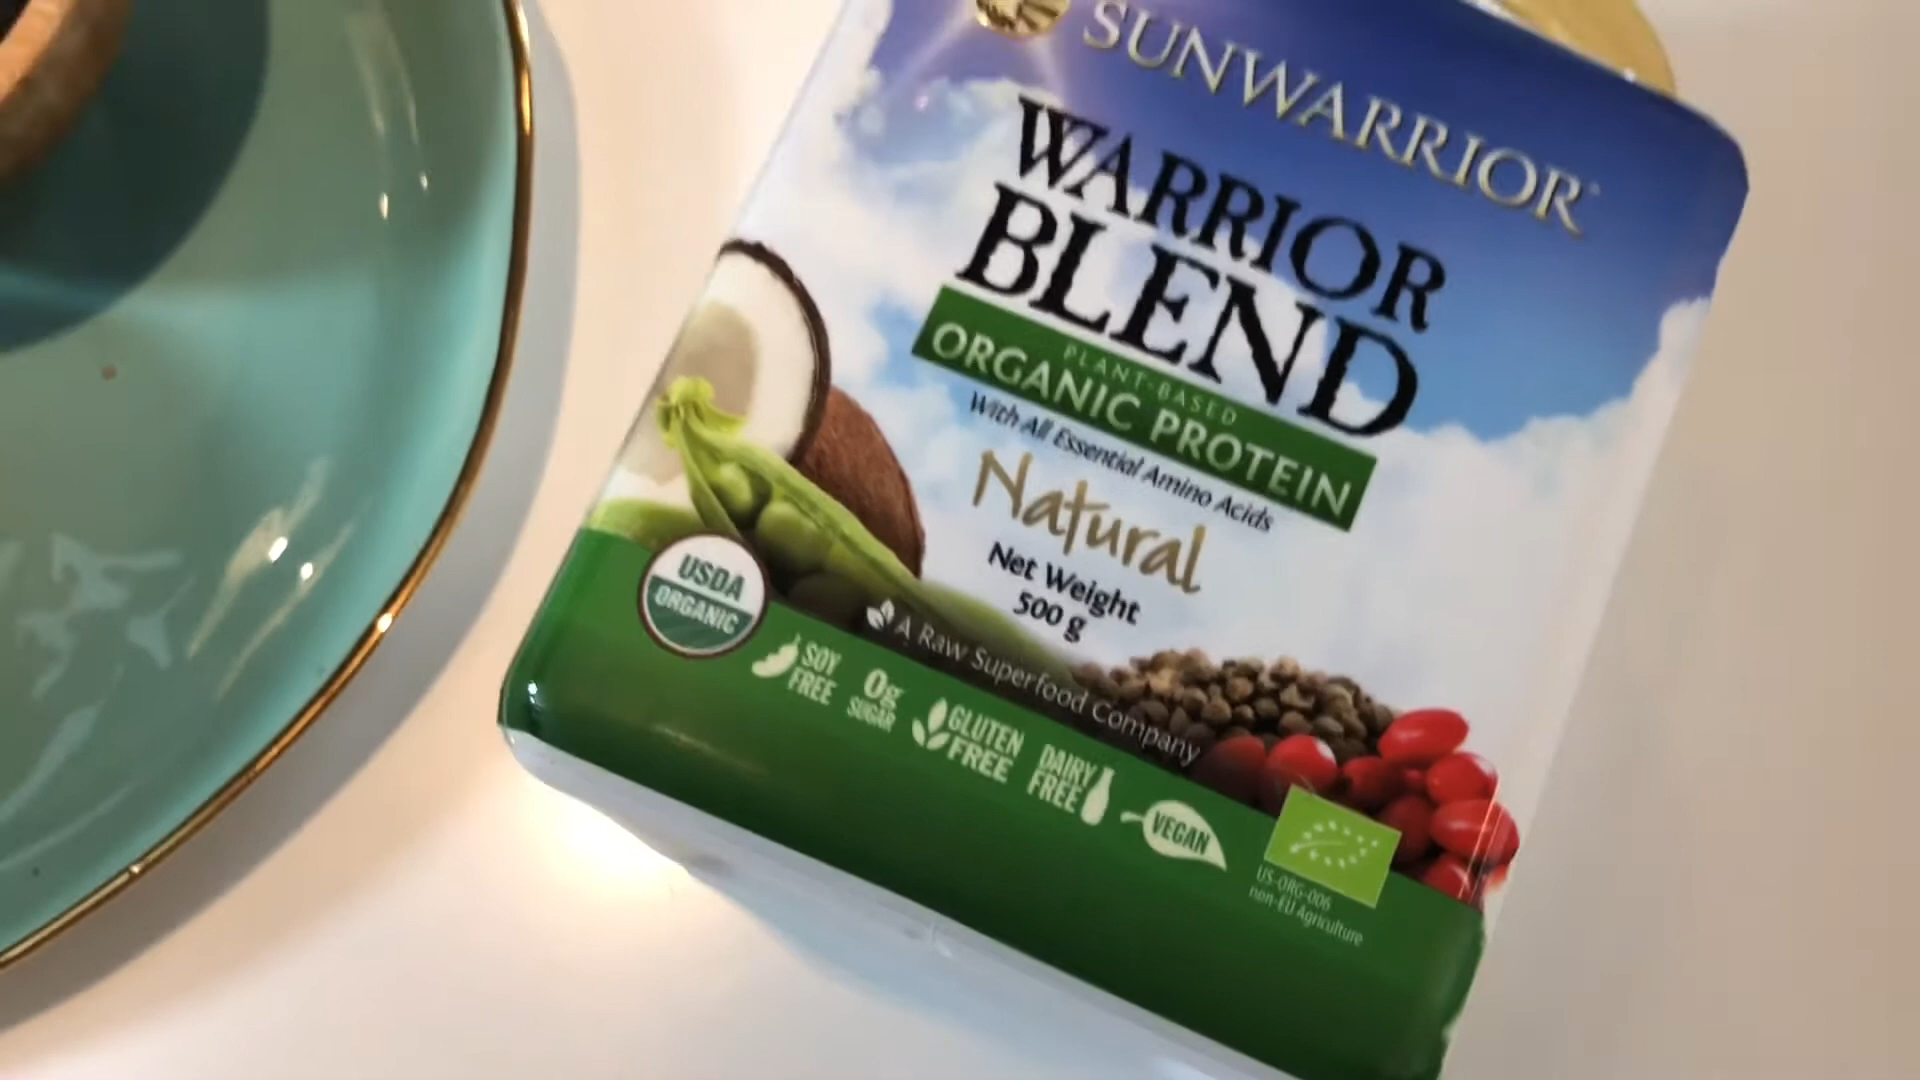 SUNWARRIOR
WARRIOR
BLEND
PLANT-BASED
ORGANIC PROTEIN
With All Essential Amino Acids
Natural
Net Weight
500 g
USDA
ORGANIC
A Raw Superfood Company
SOY
FREE
0g
SUGAR
GLUTEN
FREE
DAIRY
FREE
VEGAN
US-ORG-006
non-EU Agriculture